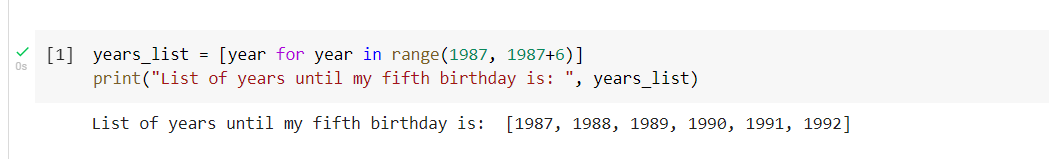 [1] years_list = [year for year in range(1987, 1987+6)]
0s print("List of years until my fifth birthday is: ", years_list)
List of years until my fifth birthday is:  [1987, 1988, 1989, 1990, 1991, 1992]